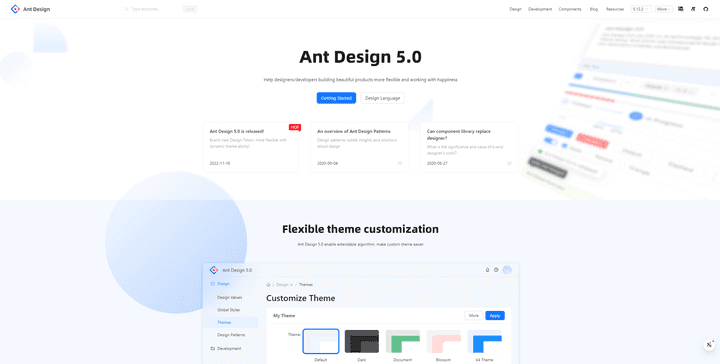 Ant Design
Design Development Components Blog Resources 5.12.2 More
Ant Design 5.0
Help designers/developers building beautiful products more flexible and working with happiness
Getting Started Design Language
Ant Design 5.0 is released!
HOT
Brand new Design Token, more flexible with dynamic theme ability!
2022-11-18
An overview of Ant Design Patterns
Design patterns outlets insights and solutions about design
2020-05-06
Can component library replace designer?
What is the significance and value of b-end designer's work?
2020-05-27
Flexible theme customization
Ant Design 5.0 enable extendable algorithm, make custom theme easier
Ant Design 5.0
Design
Design Values
Global Styles
Themes
Design Patterns
Development
Design / Themes
Customize Theme
My Theme
More Apply
Theme:
Default Dark Document Blossom V4 Theme